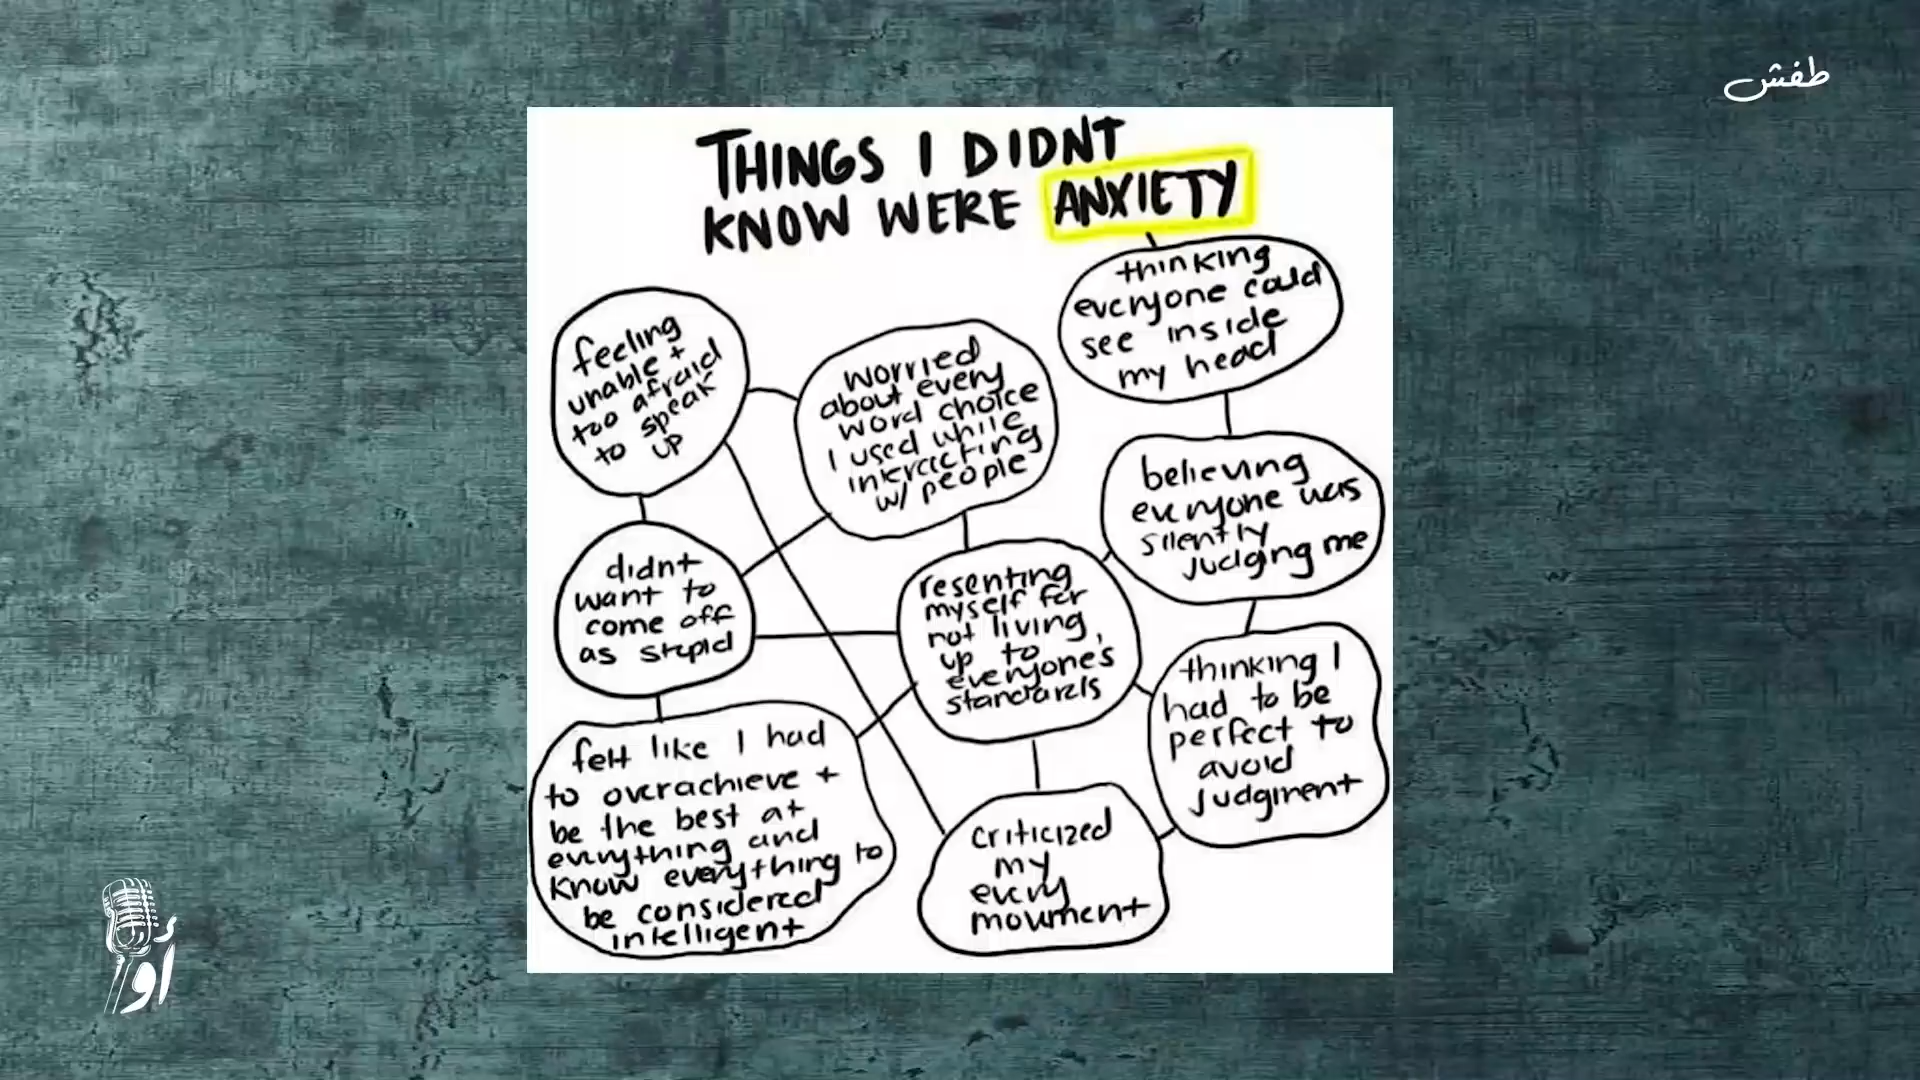 طفش
THINGS I DIDNT
KNOW WERE ANXIETY
thinking
everyone could
see inside
my head
feeling
unable +
too afraid
to speak
up
worried
about every
word choice
I used while
interacting
w/ people
believing
everyone was
silently
judging me
didnt
want to
come off
as stupid
resenting
myself for
not living
up to
everyone's
standards
thinking I
had to be
perfect to
avoid
judgment
felt like I had
to overachieve +
be the best at
everything and
know everything to
be considered
intelligent
criticized
my
every
movment